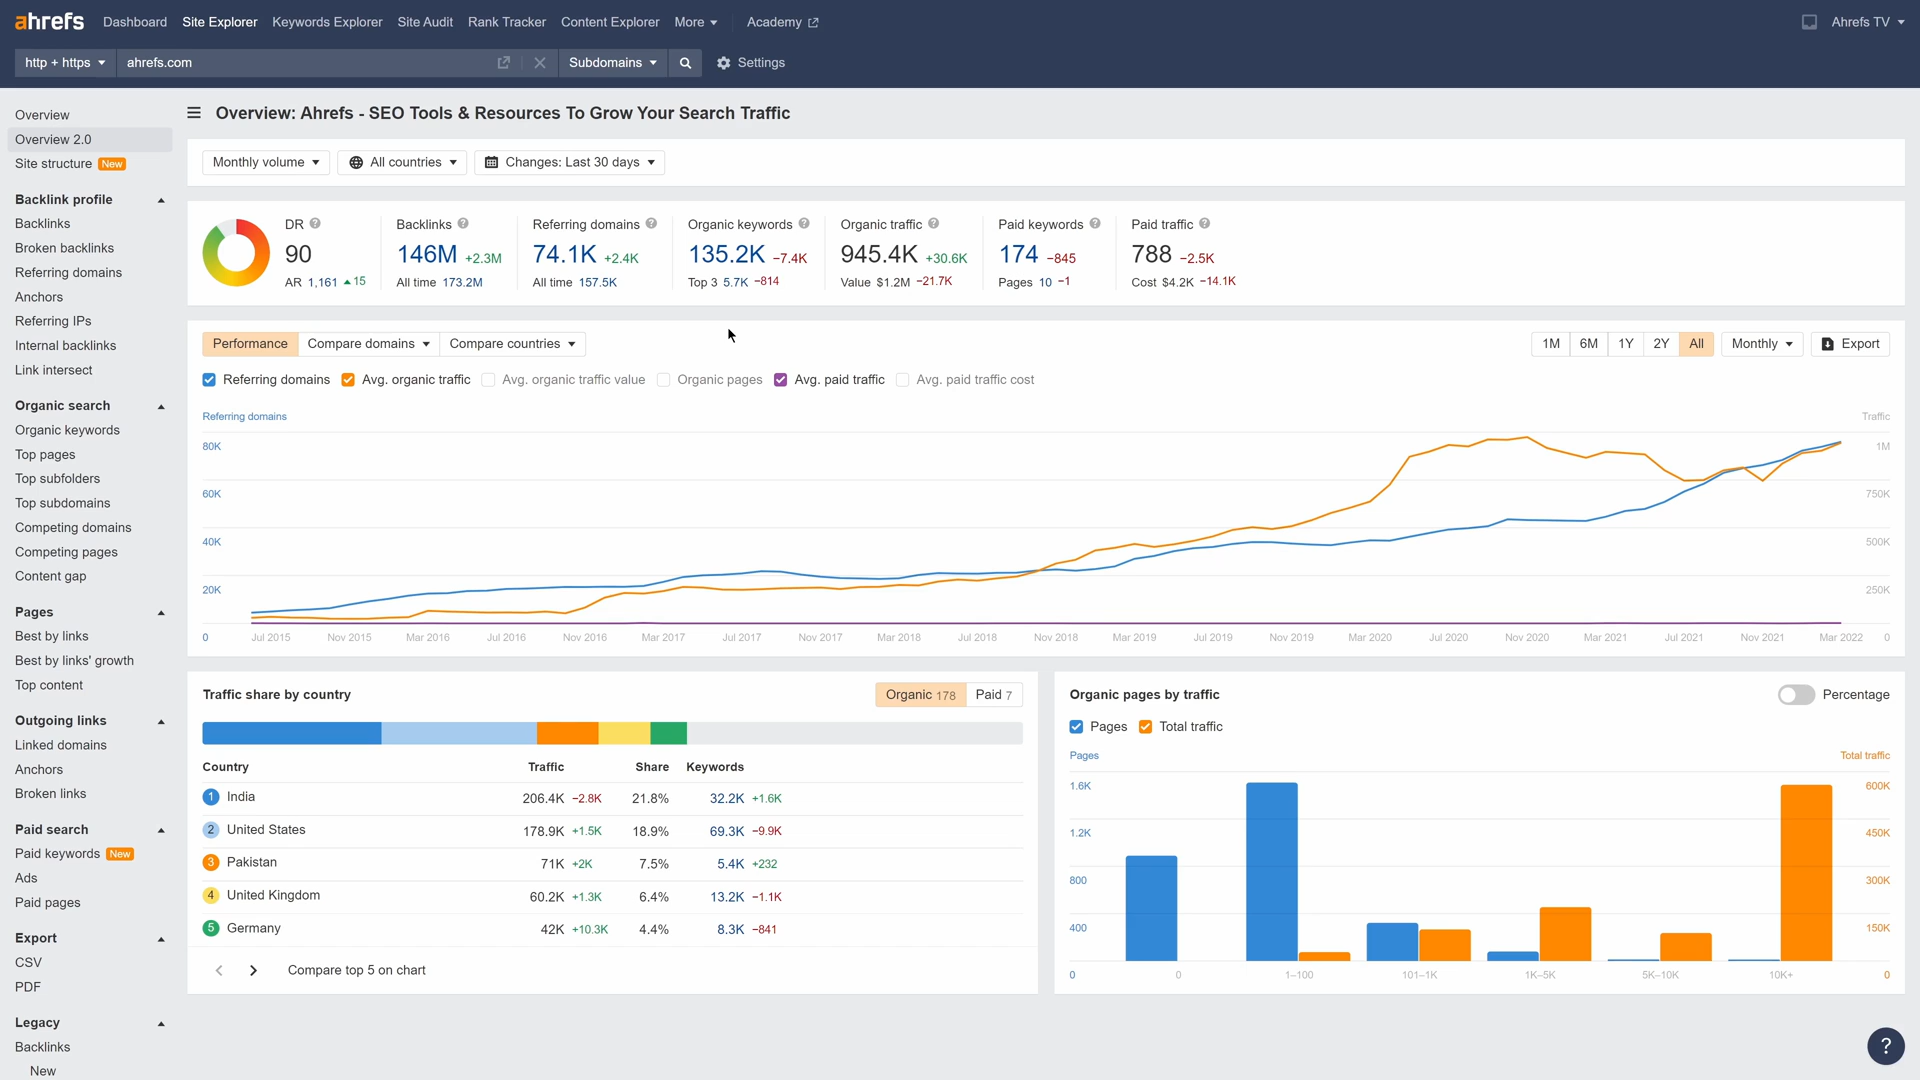 ahrefs Dashboard Site Explorer Keywords Explorer Site Audit Rank Tracker Content Explorer More Academy Ahrefs TV
http + https ahrefs.com Subdomains Settings
Overview
Overview 2.0
Site structure New
Backlink profile
Backlinks
Broken backlinks
Referring domains
Anchors
Referring IPs
Internal backlinks
Link intersect
Organic search
Organic keywords
Top pages
Top subfolders
Top subdomains
Competing domains
Competing pages
Content gap
Pages
Best by links
Best by links' growth
Top content
Outgoing links
Linked domains
Anchors
Broken links
Paid search
Paid keywords New
Ads
Paid pages
Export
CSV
PDF
Legacy
Backlinks
New
Overview: Ahrefs - SEO Tools & Resources To Grow Your Search Traffic
Monthly volume All countries Changes: Last 30 days
DR ? Backlinks ? Referring domains ? Organic keywords ? Organic traffic ? Paid keywords ? Paid traffic ?
90 146M +2.3M 74.1K +2.4K 135.2K −7.4K 945.4K +30.6K 174 −845 788 −2.5K
AR 1,161 15 All time 173.2M All time 157.5K Top 3 5.7K −814 Value $1.2M −21.7K Pages 10 −1 Cost $4.2K −14.1K
Performance Compare domains Compare countries 1M 6M 1Y 2Y All Monthly Export
Referring domains Avg. organic traffic Avg. organic traffic value Organic pages Avg. paid traffic Avg. paid traffic cost
Referring domains Traffic
80K 1M
60K 750K
40K 500K
20K 250K
0 Jul 2015 Nov 2015 Mar 2016 Jul 2016 Nov 2016 Mar 2017 Jul 2017 Nov 2017 Mar 2018 Jul 2018 Nov 2018 Mar 2019 Jul 2019 Nov 2019 Mar 2020 Jul 2020 Nov 2020 Mar 2021 Jul 2021 Nov 2021 Mar 2022 0
Traffic share by country Organic 178 Paid 7
Country Traffic Share Keywords
1 India 206.4K −2.8K 21.8% 32.2K +1.6K
2 United States 178.9K +1.5K 18.9% 69.3K −9.9K
3 Pakistan 71K +2K 7.5% 5.4K +232
4 United Kingdom 60.2K +1.3K 6.4% 13.2K −1.1K
5 Germany 42K +10.3K 4.4% 8.3K −841
Compare top 5 on chart
Organic pages by traffic Percentage
Pages Total traffic
Pages Total traffic
1.6K 600K
1.2K 450K
800 300K
400 150K
0 0 1–100 101–1K 1K–5K 5K–10K 10K+ 0
?